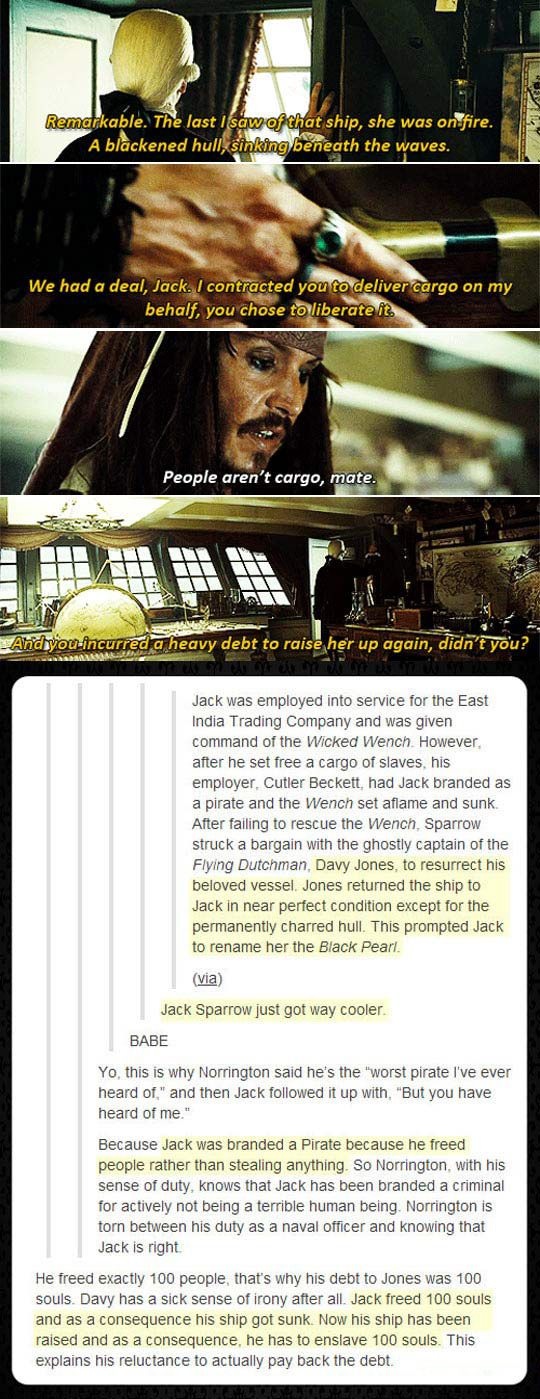 Remarkable. The last I saw of that ship, she was on fire.
A blackened hull, sinking beneath the waves.
We had a deal, Jack. I contracted you to deliver cargo on my
behalf, you chose to liberate it.
People aren't cargo, mate.
And you incurred a heavy debt to raise her up again, didn't you?
Jack was employed into service for the East
India Trading Company and was given
command of the Wicked Wench. However,
after he set free a cargo of slaves, his
employer, Cutler Beckett, had Jack branded as
a pirate and the Wench set aflame and sunk.
After failing to rescue the Wench, Sparrow
struck a bargain with the ghostly captain of the
Flying Dutchman, Davy Jones, to resurrect his
beloved vessel. Jones returned the ship to
Jack in near perfect condition except for the
permanently charred hull. This prompted Jack
to rename her the Black Pearl.
(via)
Jack Sparrow just got way cooler.
BABE
Yo, this is why Norrington said he's the “worst pirate I've ever
heard of,” and then Jack followed it up with, “But you have
heard of me.”
Because Jack was branded a Pirate because he freed
people rather than stealing anything. So Norrington, with his
sense of duty, knows that Jack has been branded a criminal
for actively not being a terrible human being. Norrington is
torn between his duty as a naval officer and knowing that
Jack is right.
He freed exactly 100 people, that's why his debt to Jones was 100
souls. Davy has a sick sense of irony after all. Jack freed 100 souls
and as a consequence his ship got sunk. Now his ship has been
raised and as a consequence, he has to enslave 100 souls. This
explains his reluctance to actually pay back the debt.